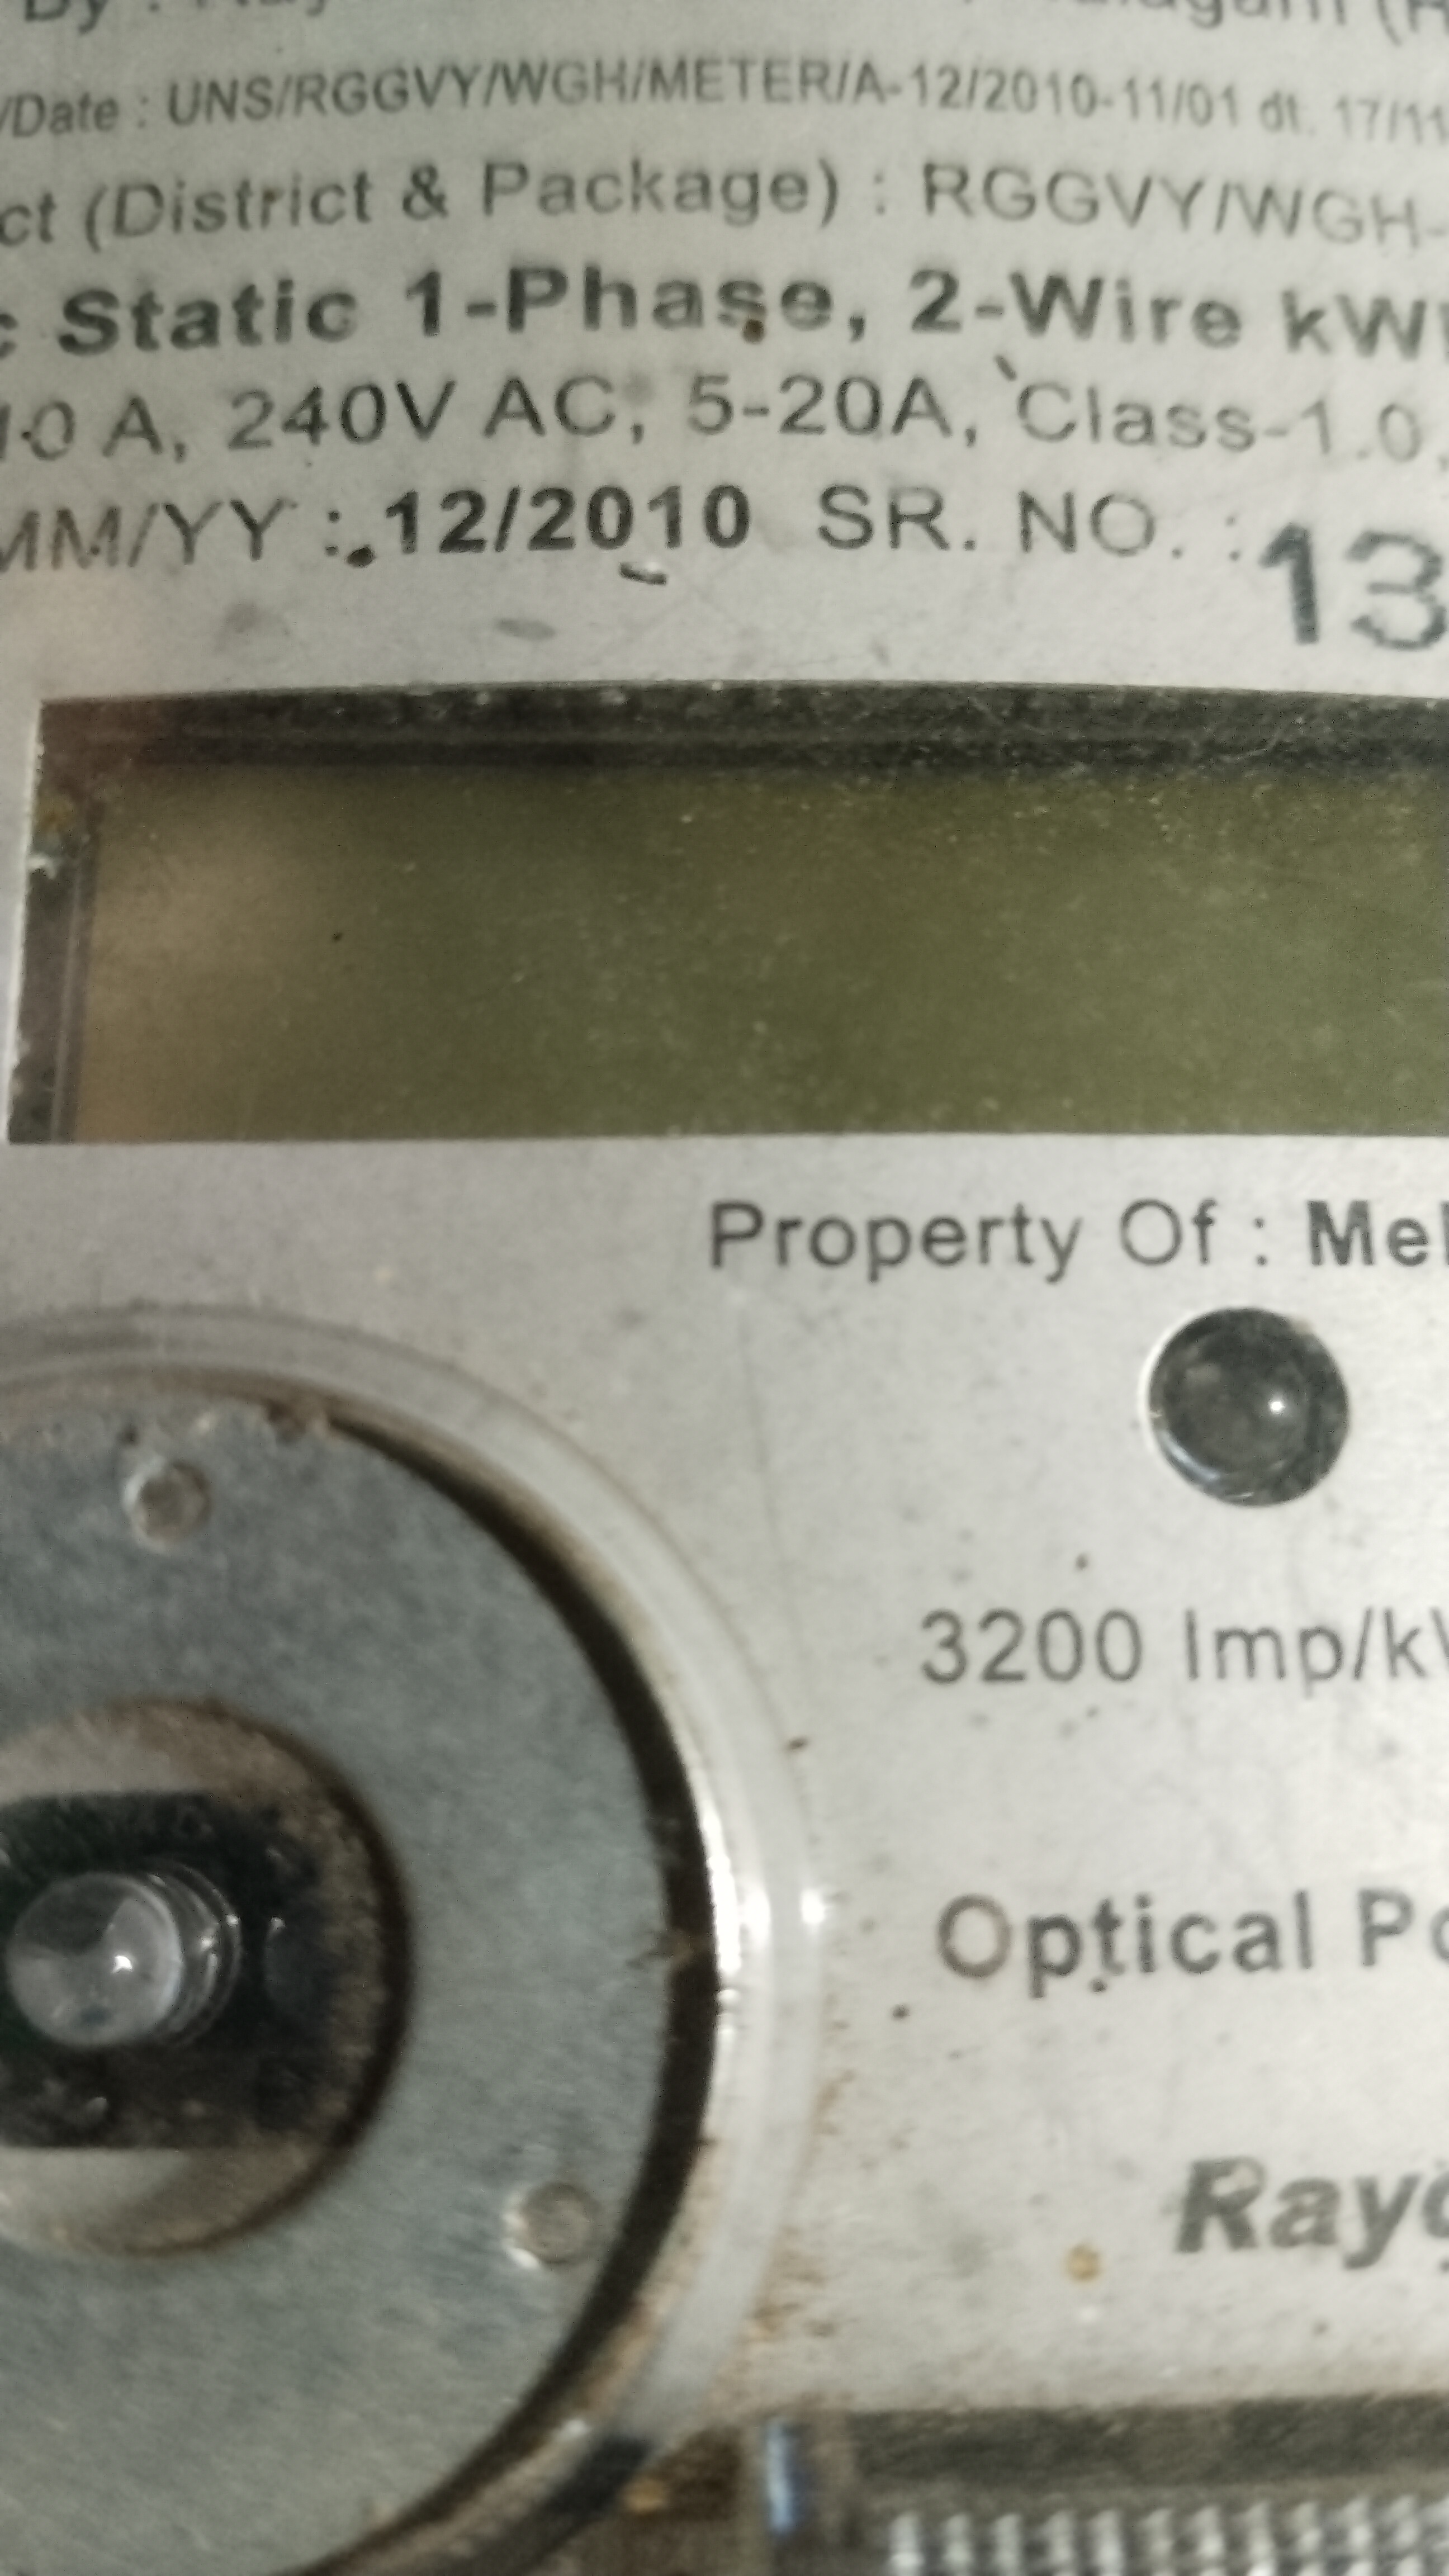 By :
/Date : UNS/RGGVY/WGH/METER/A-12/2010-11/01 dt. 17/11
ct (District & Package) : RGGVY/WGH-
c Static 1-Phase, 2-Wire kW
10 A, 240V AC, 5-20A, Class-1.0,
MM/YY : 12/2010 SR. NO. : 13
Property Of : Me
3200 Imp/k
Optical Po
Ray